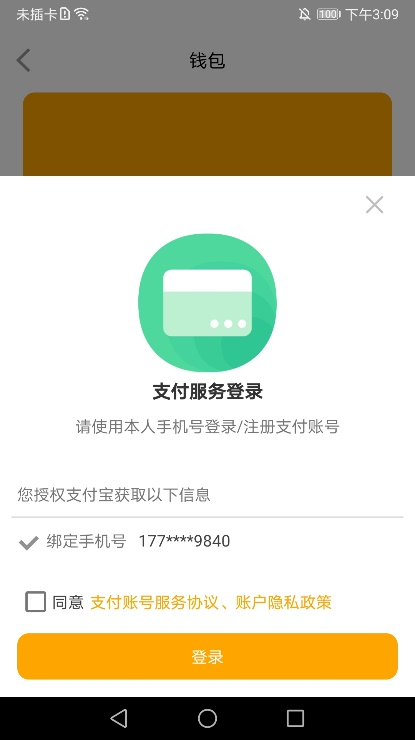 未插卡
100 下午3:09
钱包
支付服务登录
请使用本人手机号登录/注册支付账号
您授权支付宝获取以下信息
绑定手机号 177****9840
同意 支付账号服务协议、账户隐私政策
登录